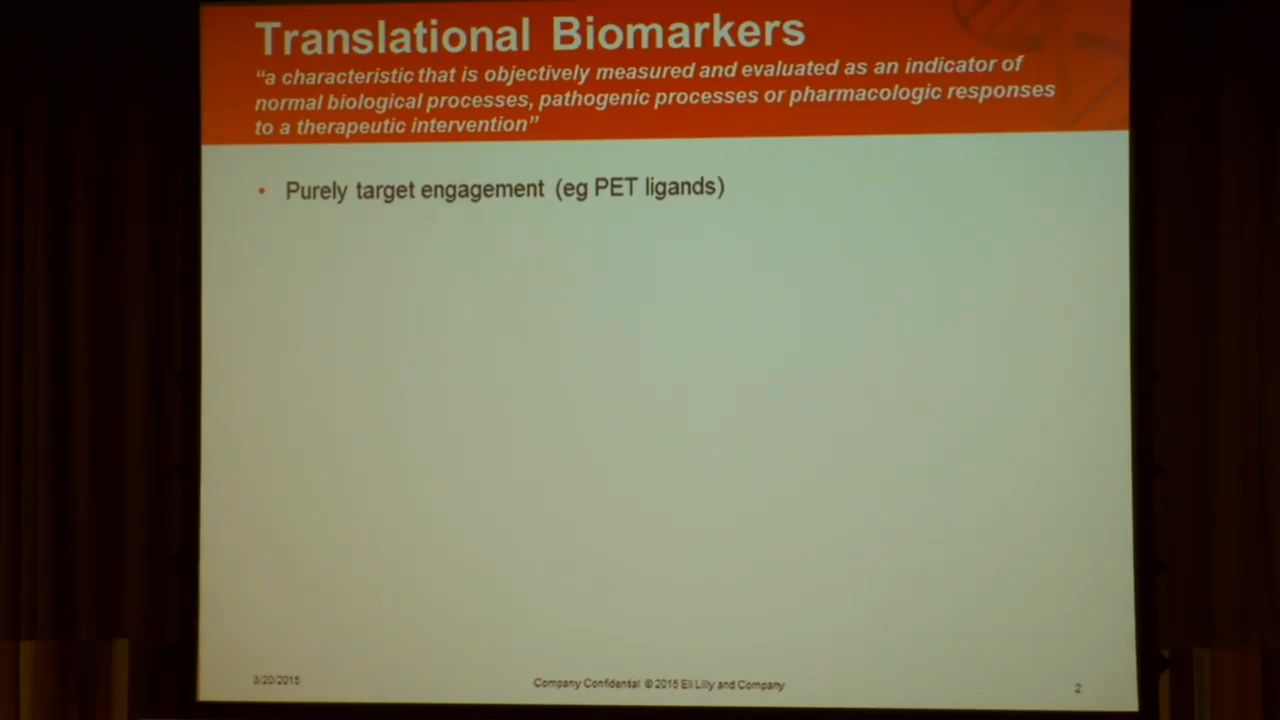 Translational Biomarkers
“a characteristic that is objectively measured and evaluated as an indicator of
normal biological processes, pathogenic processes or pharmacologic responses
to a therapeutic intervention”
• Purely target engagement (eg PET ligands)
3/20/2015
Company Confidential © 2015 Eli Lilly and Company
2